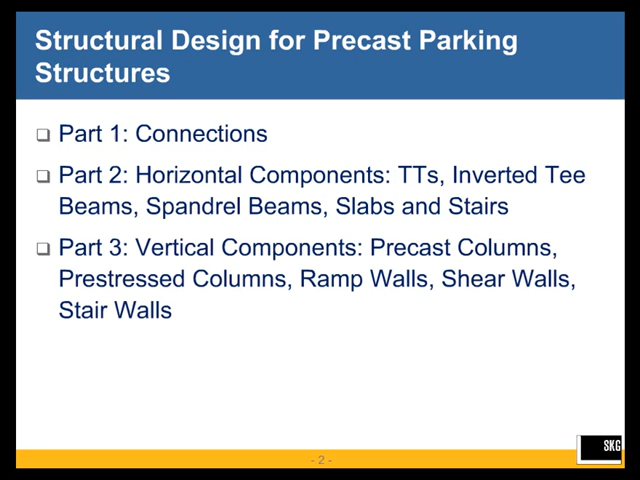 Structural Design for Precast Parking
Structures
Part 1: Connections
Part 2: Horizontal Components: TTs, Inverted Tee
Beams, Spandrel Beams, Slabs and Stairs
Part 3: Vertical Components: Precast Columns,
Prestressed Columns, Ramp Walls, Shear Walls,
Stair Walls
SKG
- 2 -